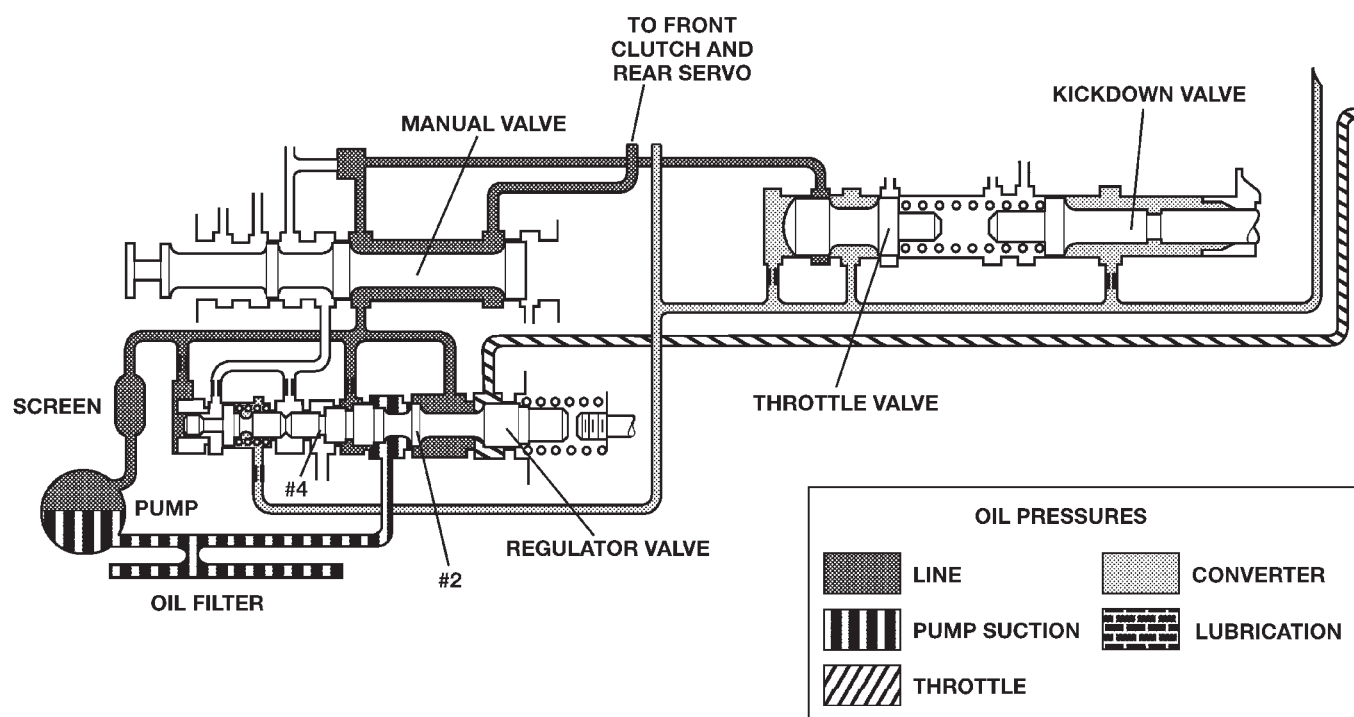 TO FRONT
CLUTCH AND
REAR SERVO
KICKDOWN VALVE
MANUAL VALVE
THROTTLE VALVE
SCREEN
#4
PUMP
REGULATOR VALVE
#2
OIL FILTER
OIL PRESSURES
LINE
CONVERTER
PUMP SUCTION
LUBRICATION
THROTTLE